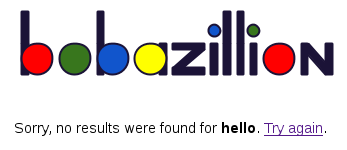 bobazillion
Sorry, no results were found for hello. Try again.